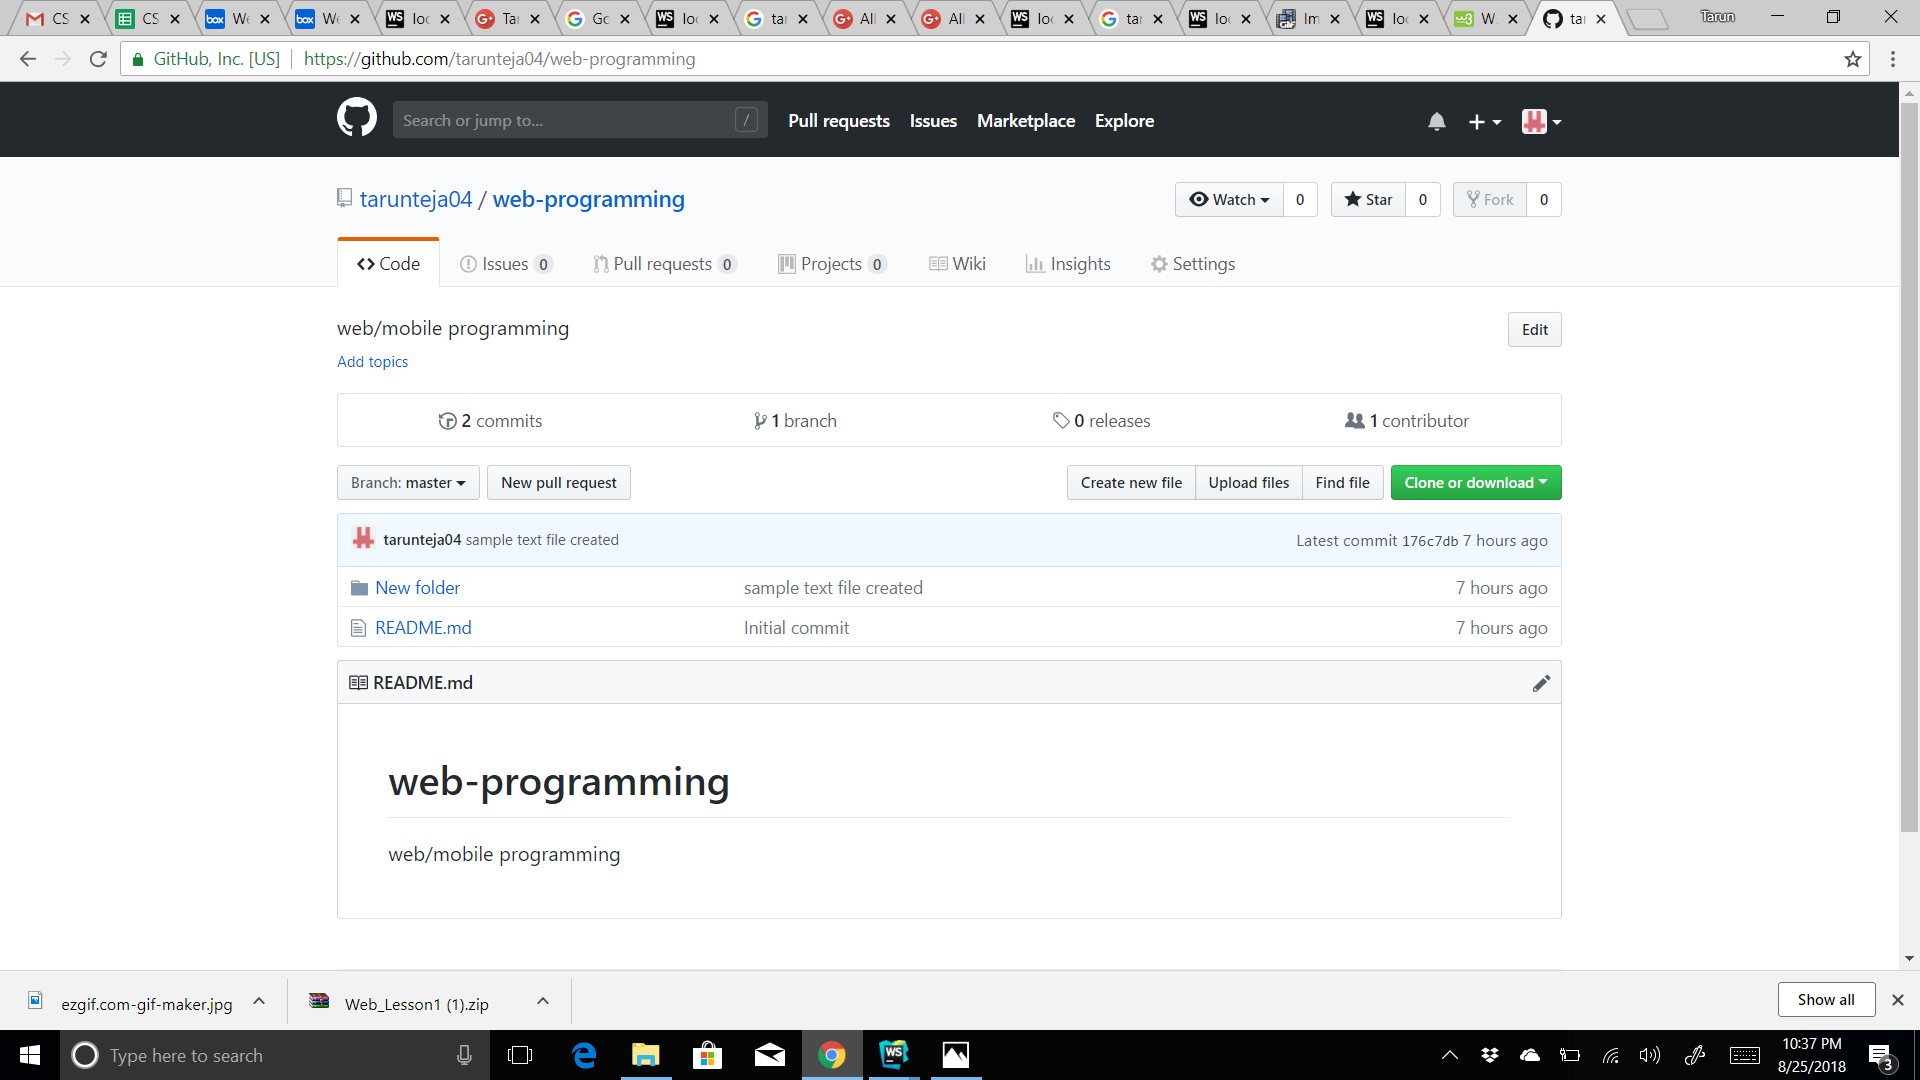 CS CS We We loc Tar Gc loc tar All All loc tar loc Im loc W tar Tarun
GitHub, Inc. [US] https://github.com/tarunteja04/web-programming
Search or jump to... / Pull requests Issues Marketplace Explore
tarunteja04 / web-programming Watch 0 Star 0 Fork 0
Code Issues 0 Pull requests 0 Projects 0 Wiki Insights Settings
web/mobile programming Edit
Add topics
2 commits 1 branch 0 releases 1 contributor
Branch: master New pull request Create new file Upload files Find file Clone or download
tarunteja04 sample text file created Latest commit 176c7db 7 hours ago
New folder sample text file created 7 hours ago
README.md Initial commit 7 hours ago
README.md
web-programming
web/mobile programming
ezgif.com-gif-maker.jpg Web_Lesson1 (1).zip Show all
Type here to search 10:37 PM
8/25/2018 3